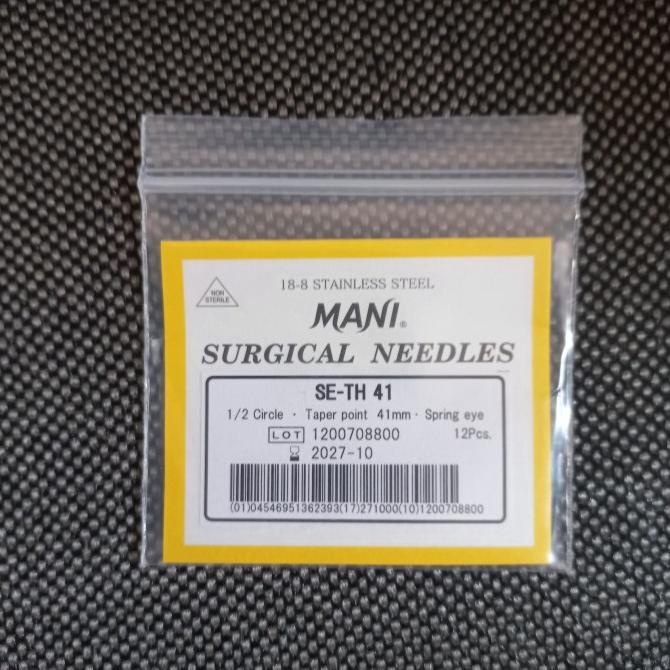 NON
STERILE
18-8 STAINLESS STEEL
MANI®
SURGICAL NEEDLES
SE-TH 41
1/2 Circle · Taper point 41mm · Spring eye
LOT 1200708800 12Pcs.
2027-10
(01)04546951362393(17)271000(10)1200708800